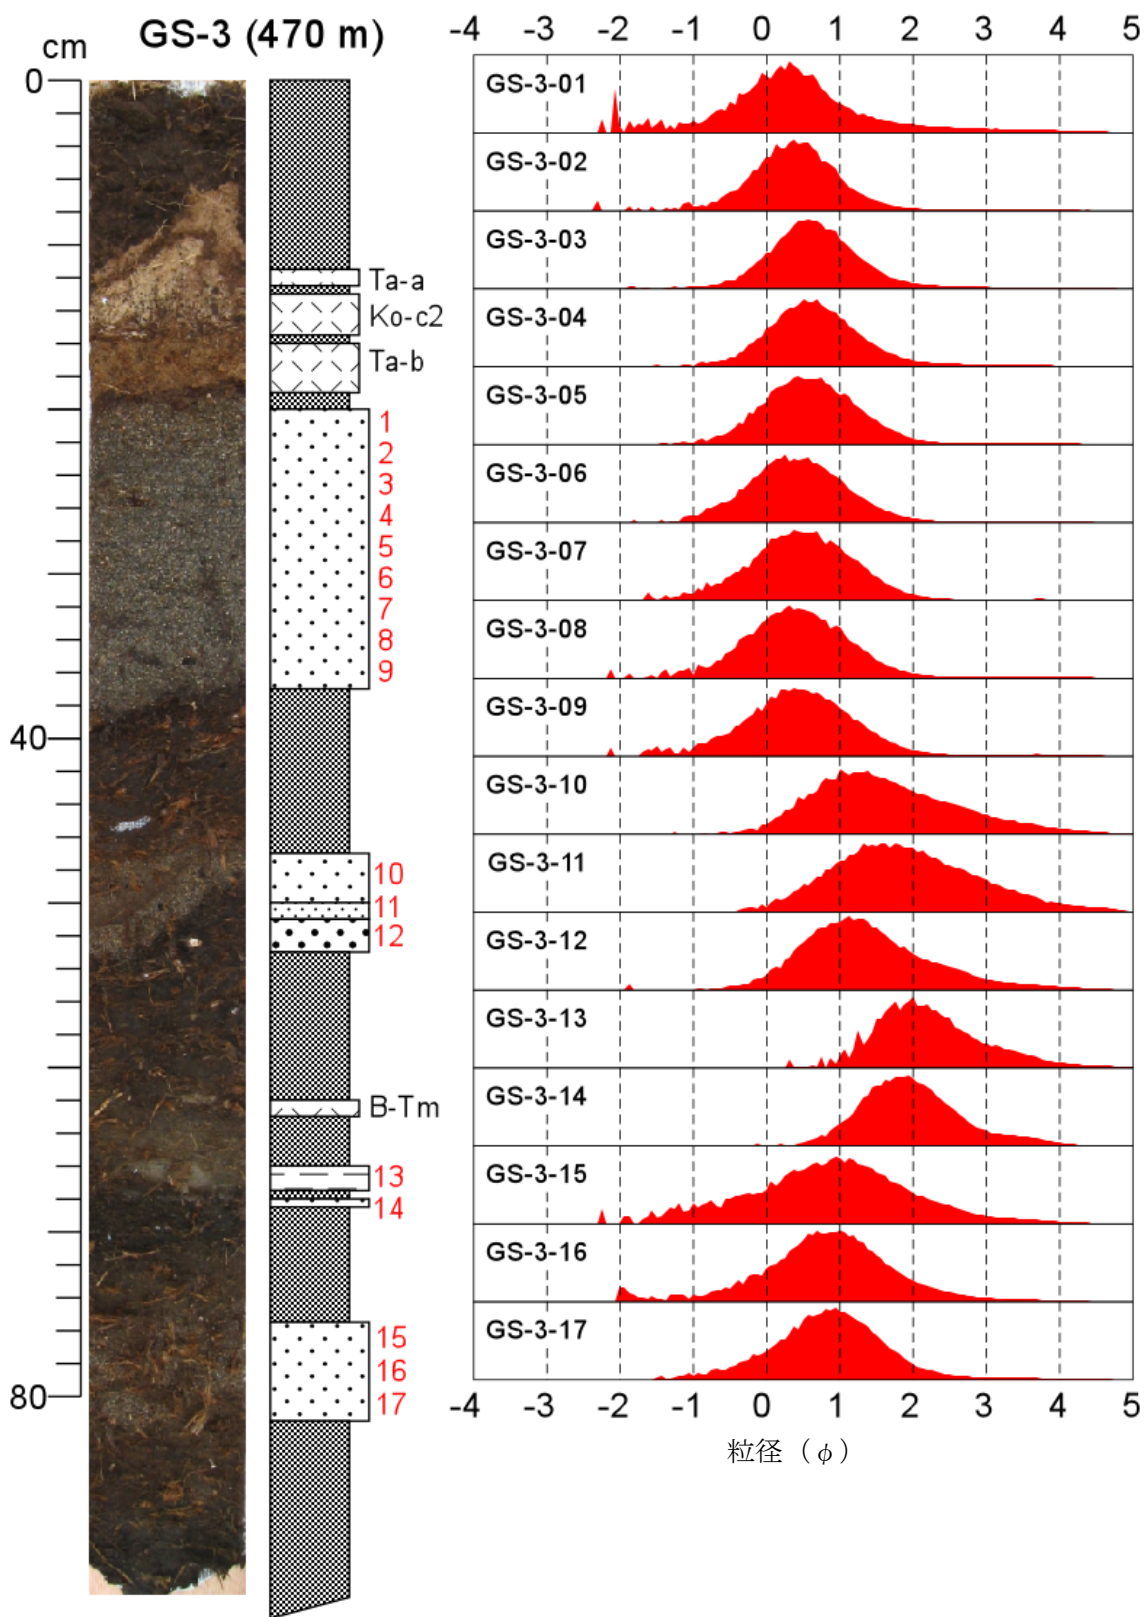 GS-3 (470 m)
cm
0
40
80
Ta-a
Ko-c2
Ta-b
1
2
3
4
5
6
7
8
9
10
11
12
B-Tm
13
14
15
16
17
-4 -3 -2 -1 0 1 2 3 4 5
GS-3-01
GS-3-02
GS-3-03
GS-3-04
GS-3-05
GS-3-06
GS-3-07
GS-3-08
GS-3-09
GS-3-10
GS-3-11
GS-3-12
GS-3-13
GS-3-14
GS-3-15
GS-3-16
GS-3-17
-4 -3 -2 -1 0 1 2 3 4 5
粒径（φ）